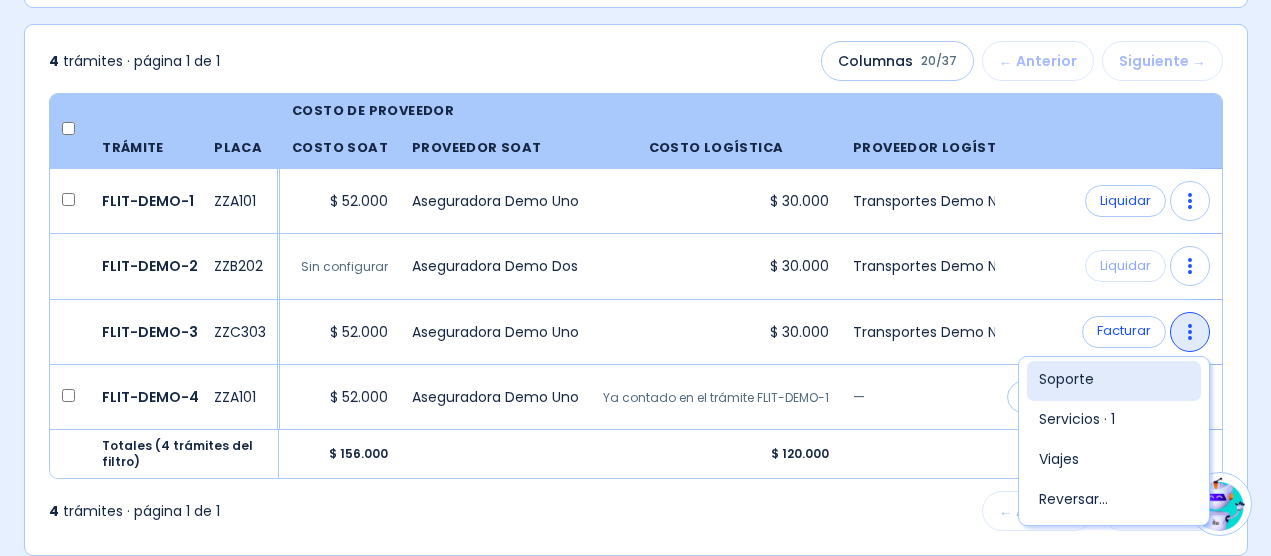 4 trámites · página 1 de 1
Columnas 20/37
← Anterior
Siguiente →
COSTO DE PROVEEDOR
TRÁMITE PLACA COSTO SOAT PROVEEDOR SOAT COSTO LOGÍSTICA PROVEEDOR LOGÍST
FLIT-DEMO-1 ZZA101 $ 52.000 Aseguradora Demo Uno $ 30.000 Transportes Demo N Liquidar
FLIT-DEMO-2 ZZB202 Sin configurar Aseguradora Demo Dos $ 30.000 Transportes Demo N Liquidar
FLIT-DEMO-3 ZZC303 $ 52.000 Aseguradora Demo Uno $ 30.000 Transportes Demo N Facturar
FLIT-DEMO-4 ZZA101 $ 52.000 Aseguradora Demo Uno Ya contado en el trámite FLIT-DEMO-1 —
Totales (4 trámites del
filtro)
$ 156.000 $ 120.000
Soporte
Servicios · 1
Viajes
Reversar...
4 trámites · página 1 de 1
←